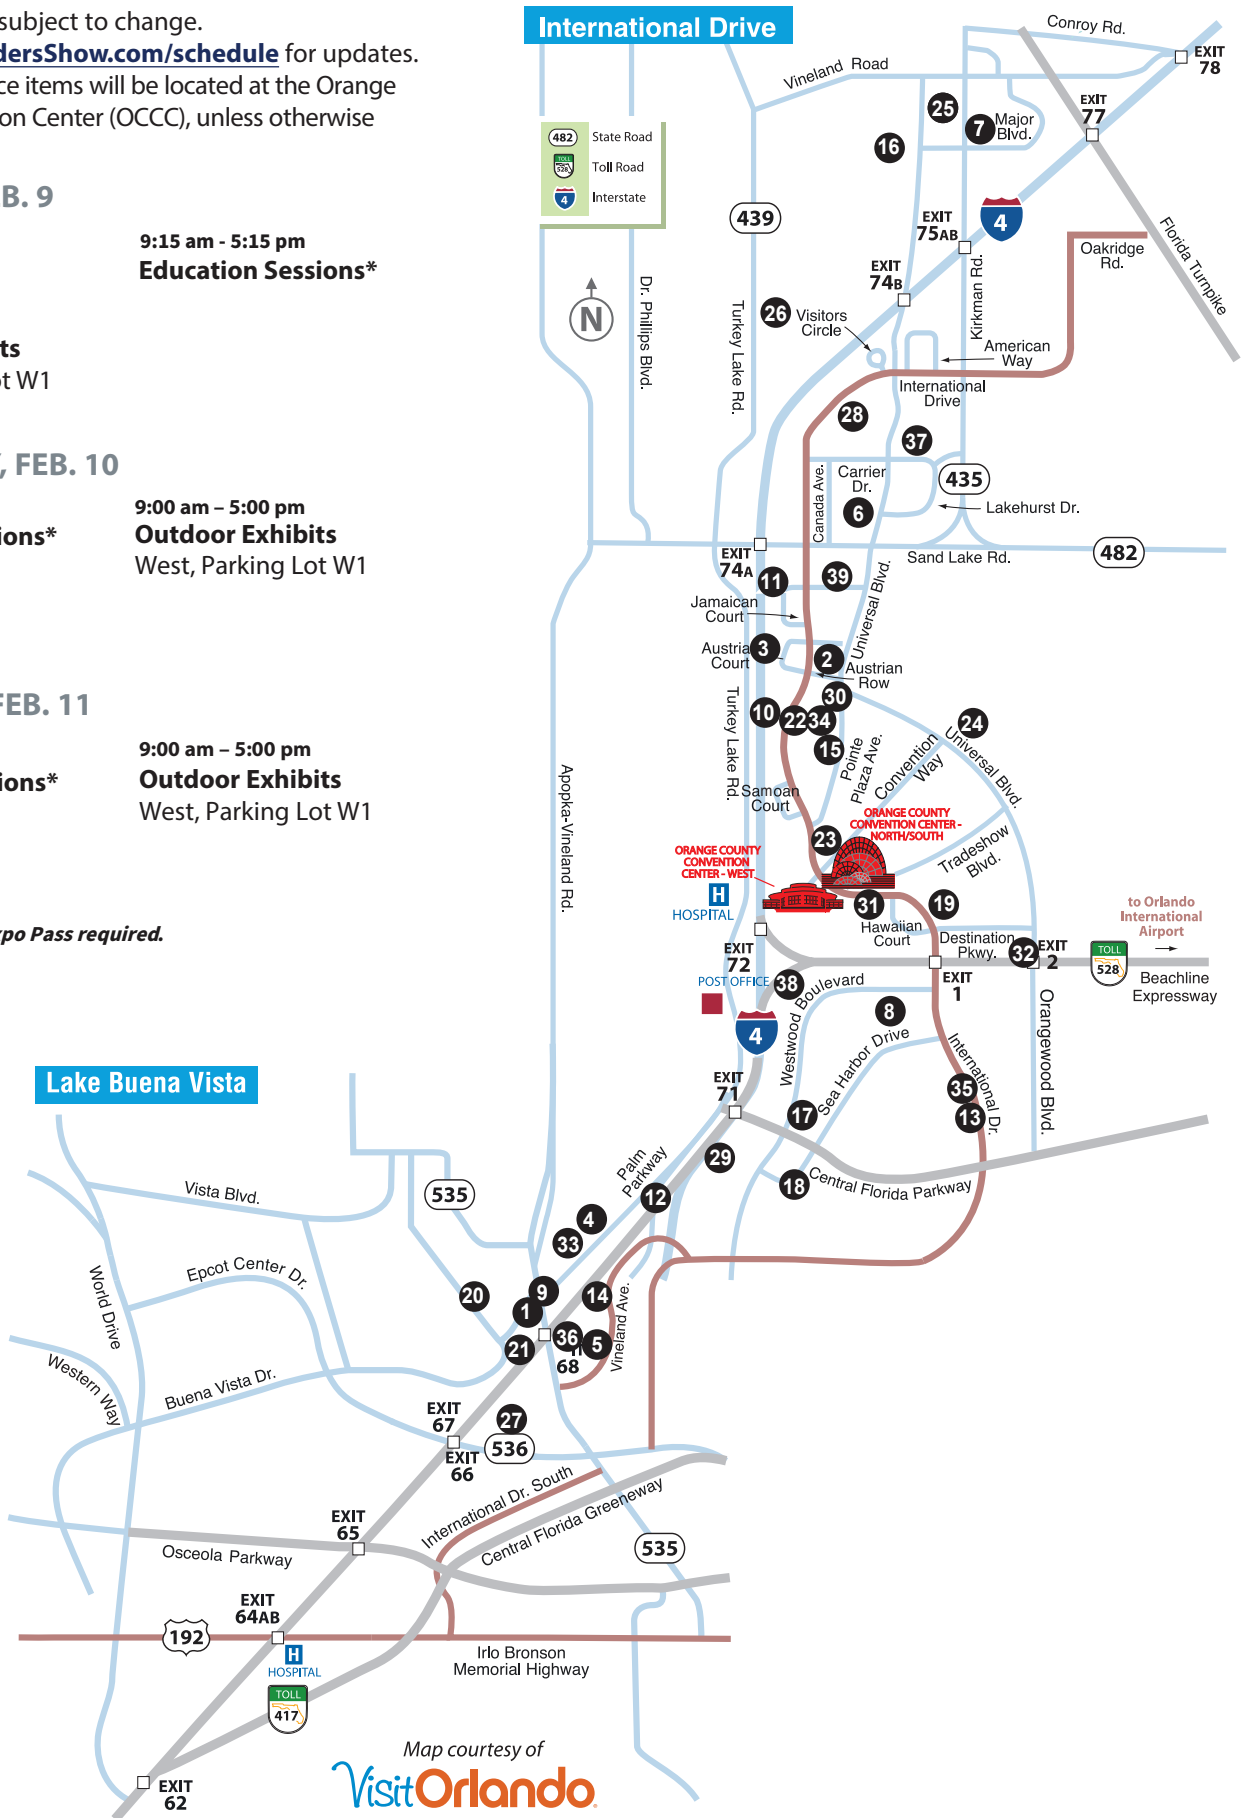 subject to change.
dersShow.com/schedule for updates.
ce items will be located at the Orange
on Center (OCCC), unless otherwise
B. 9
9:15 am - 5:15 pm
Education Sessions*
ts
ot W1
, FEB. 10
9:00 am – 5:00 pm
ions*
Outdoor Exhibits
West, Parking Lot W1
FEB. 11
9:00 am – 5:00 pm
ions*
Outdoor Exhibits
West, Parking Lot W1
xpo Pass required.
International Drive
482 State Road
TOLL 528 Toll Road
4 Interstate
N
Conroy Rd.
EXIT
78
Vineland Road
25
7
Major
Blvd.
EXIT
77
16
439
EXIT
75AB
4
Florida Turnpike
Oakridge
Rd.
EXIT
74B
Kirkman Rd.
Dr. Phillips Blvd.
Turkey Lake Rd.
26
Visitors
Circle
American
Way
International
Drive
28
37
435
Canada Ave.
Carrier
Dr.
6
Lakehurst Dr.
Sand Lake Rd.
482
EXIT
74A
11
39
Universal Blvd.
Jamaican
Court
3
Austria
Court
2
Austrian
Row
30
10
22
34
15
24
Turkey Lake Rd.
Pointe
Plaza Ave.
Convention
Way
Universal Blvd.
Samoan
Court
Apopka-Vineland Rd.
23
ORANGE COUNTY
CONVENTION CENTER -
NORTH/SOUTH
Tradeshow
Blvd.
ORANGE COUNTY
CONVENTION
CENTER - WEST
H
HOSPITAL
31
19
Hawaiian
Court
Destination
Pkwy.
32
EXIT
2
to Orlando
International
Airport
TOLL
528
Beachline
Expressway
EXIT
72
POST OFFICE
38
EXIT
1
Westwood Boulevard
8
4
Sea Harbor Drive
International Dr.
Orangewood Blvd.
35
13
EXIT
71
17
29
18
Central Florida Parkway
Palm
Parkway
12
Lake Buena Vista
Vista Blvd.
535
4
33
World Drive
Epcot Center Dr.
20
9
1
14
36
5
21
68
Vineland Ave.
Western Way
Buena Vista Dr.
EXIT
67
27
536
EXIT
66
International Dr. South
Central Florida Greeneway
EXIT
65
Osceola Parkway
535
EXIT
64AB
192
H
HOSPITAL
Irlo Bronson
Memorial Highway
TOLL
417
EXIT
62
Map courtesy of
VisitOrlando